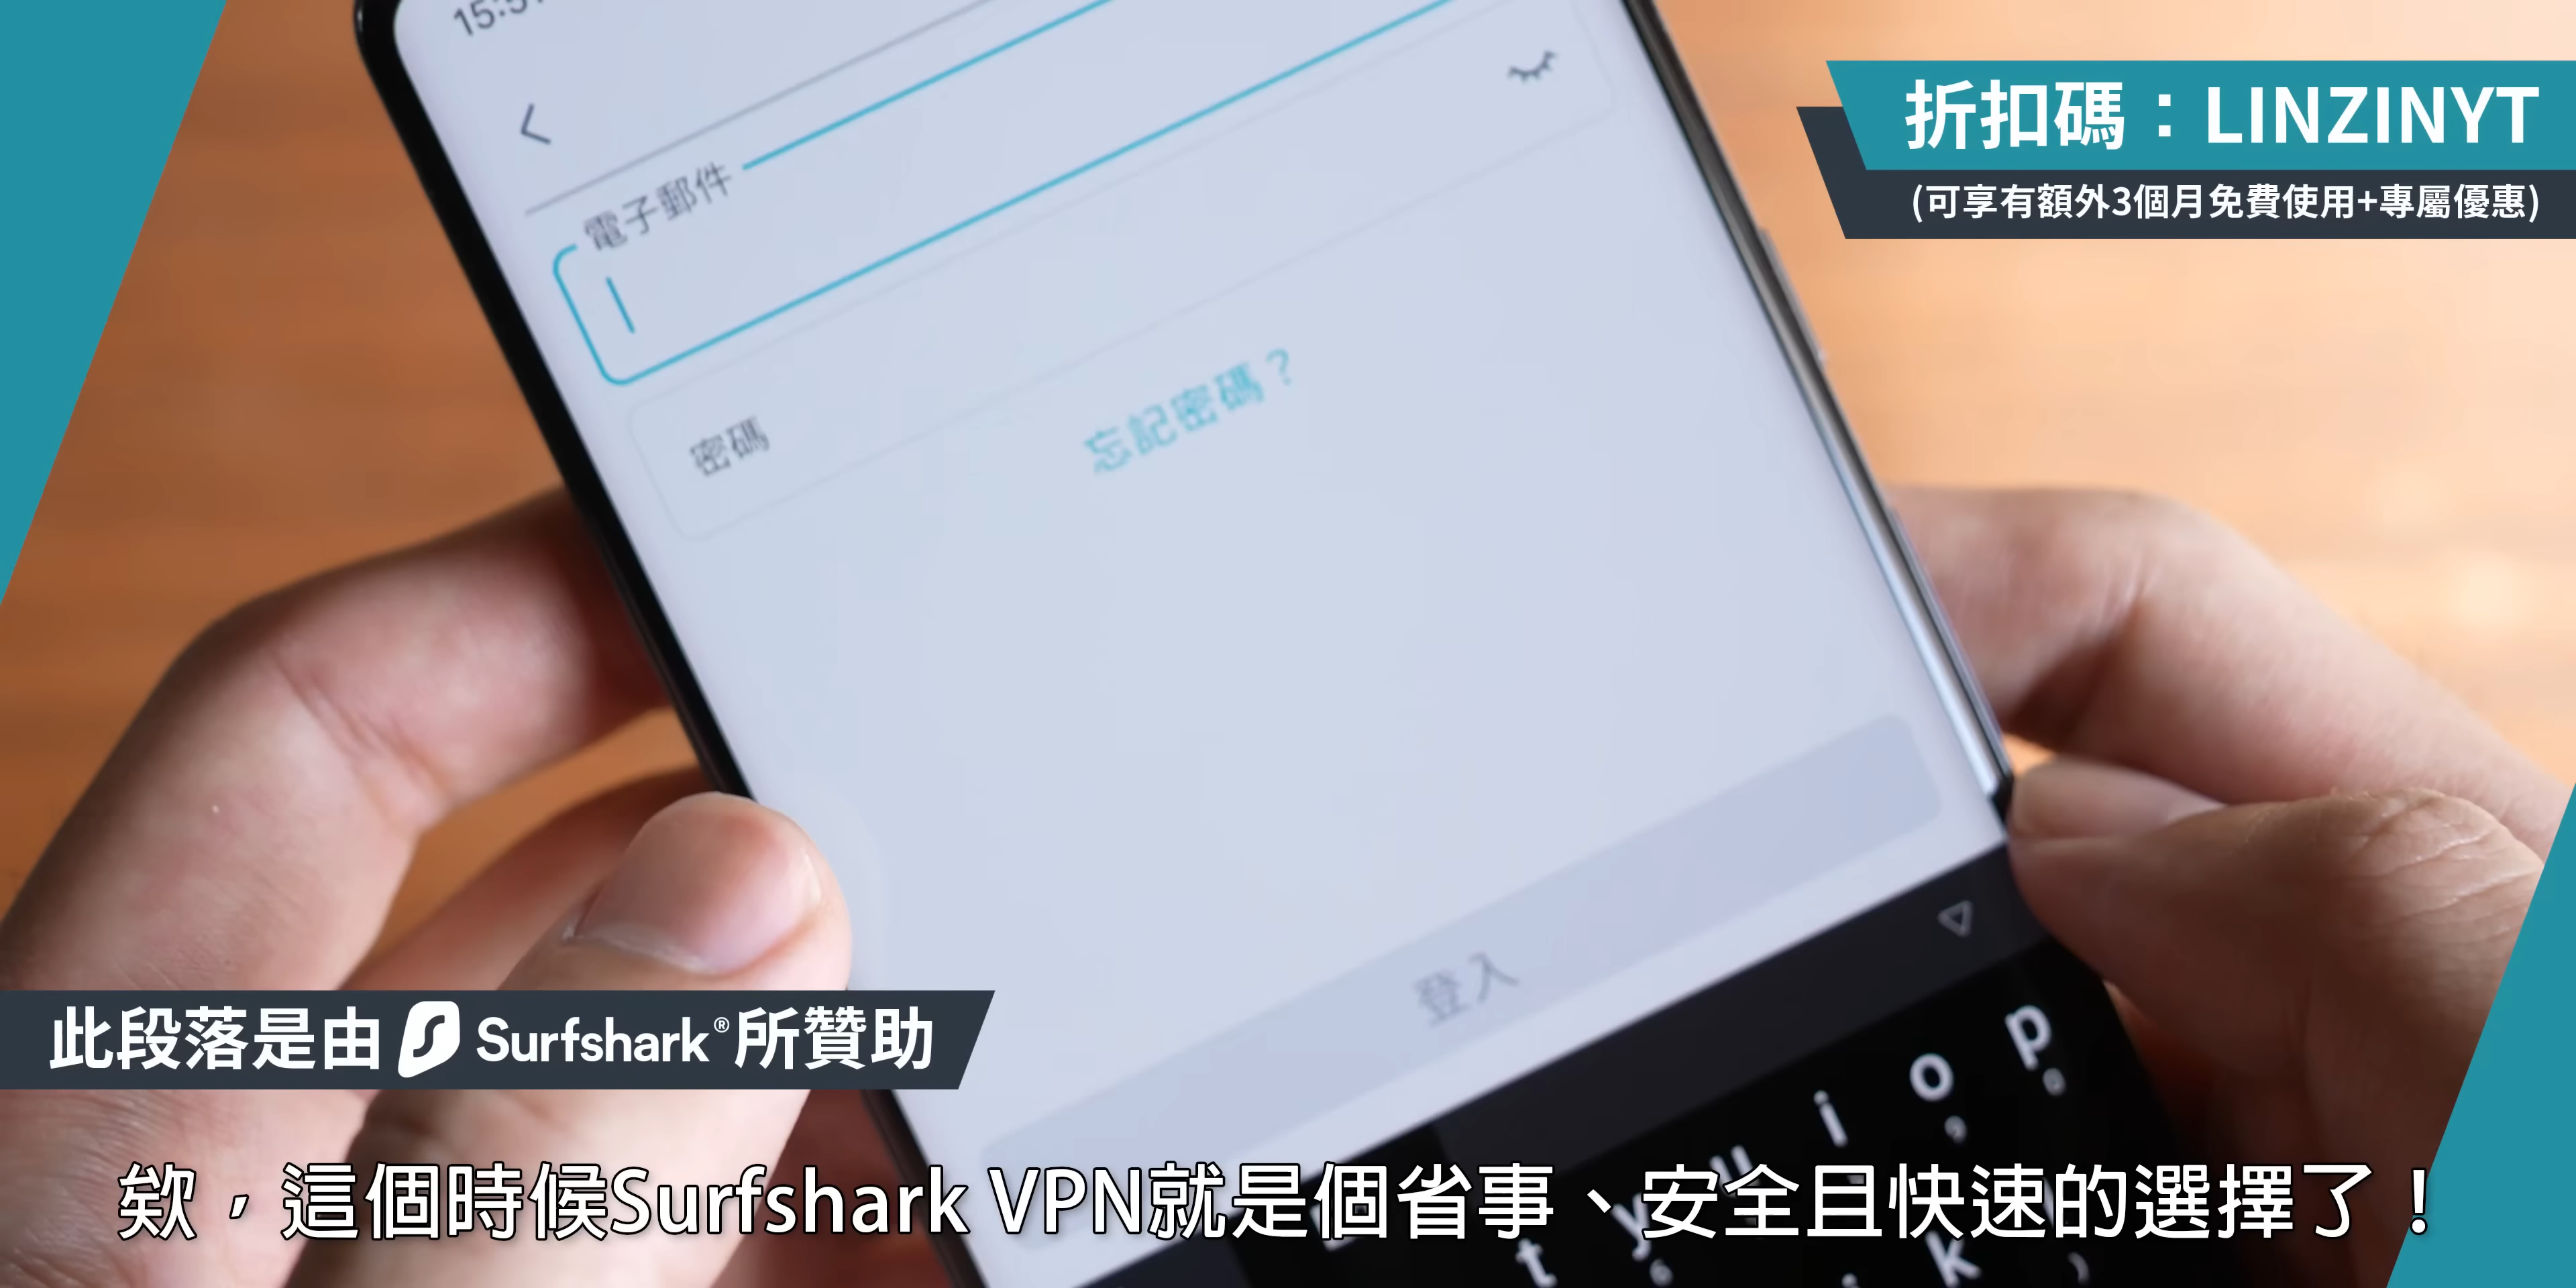 折扣碼：LINZINYT
(可享有額外3個月免費使用+專屬優惠)
電子郵件
密碼
忘記密碼？
登入
p
o
i
u
y
t
k
此段落是由 Surfshark®所贊助
欸，這個時候Surfshark VPN就是個省事、安全且快速的選擇了！